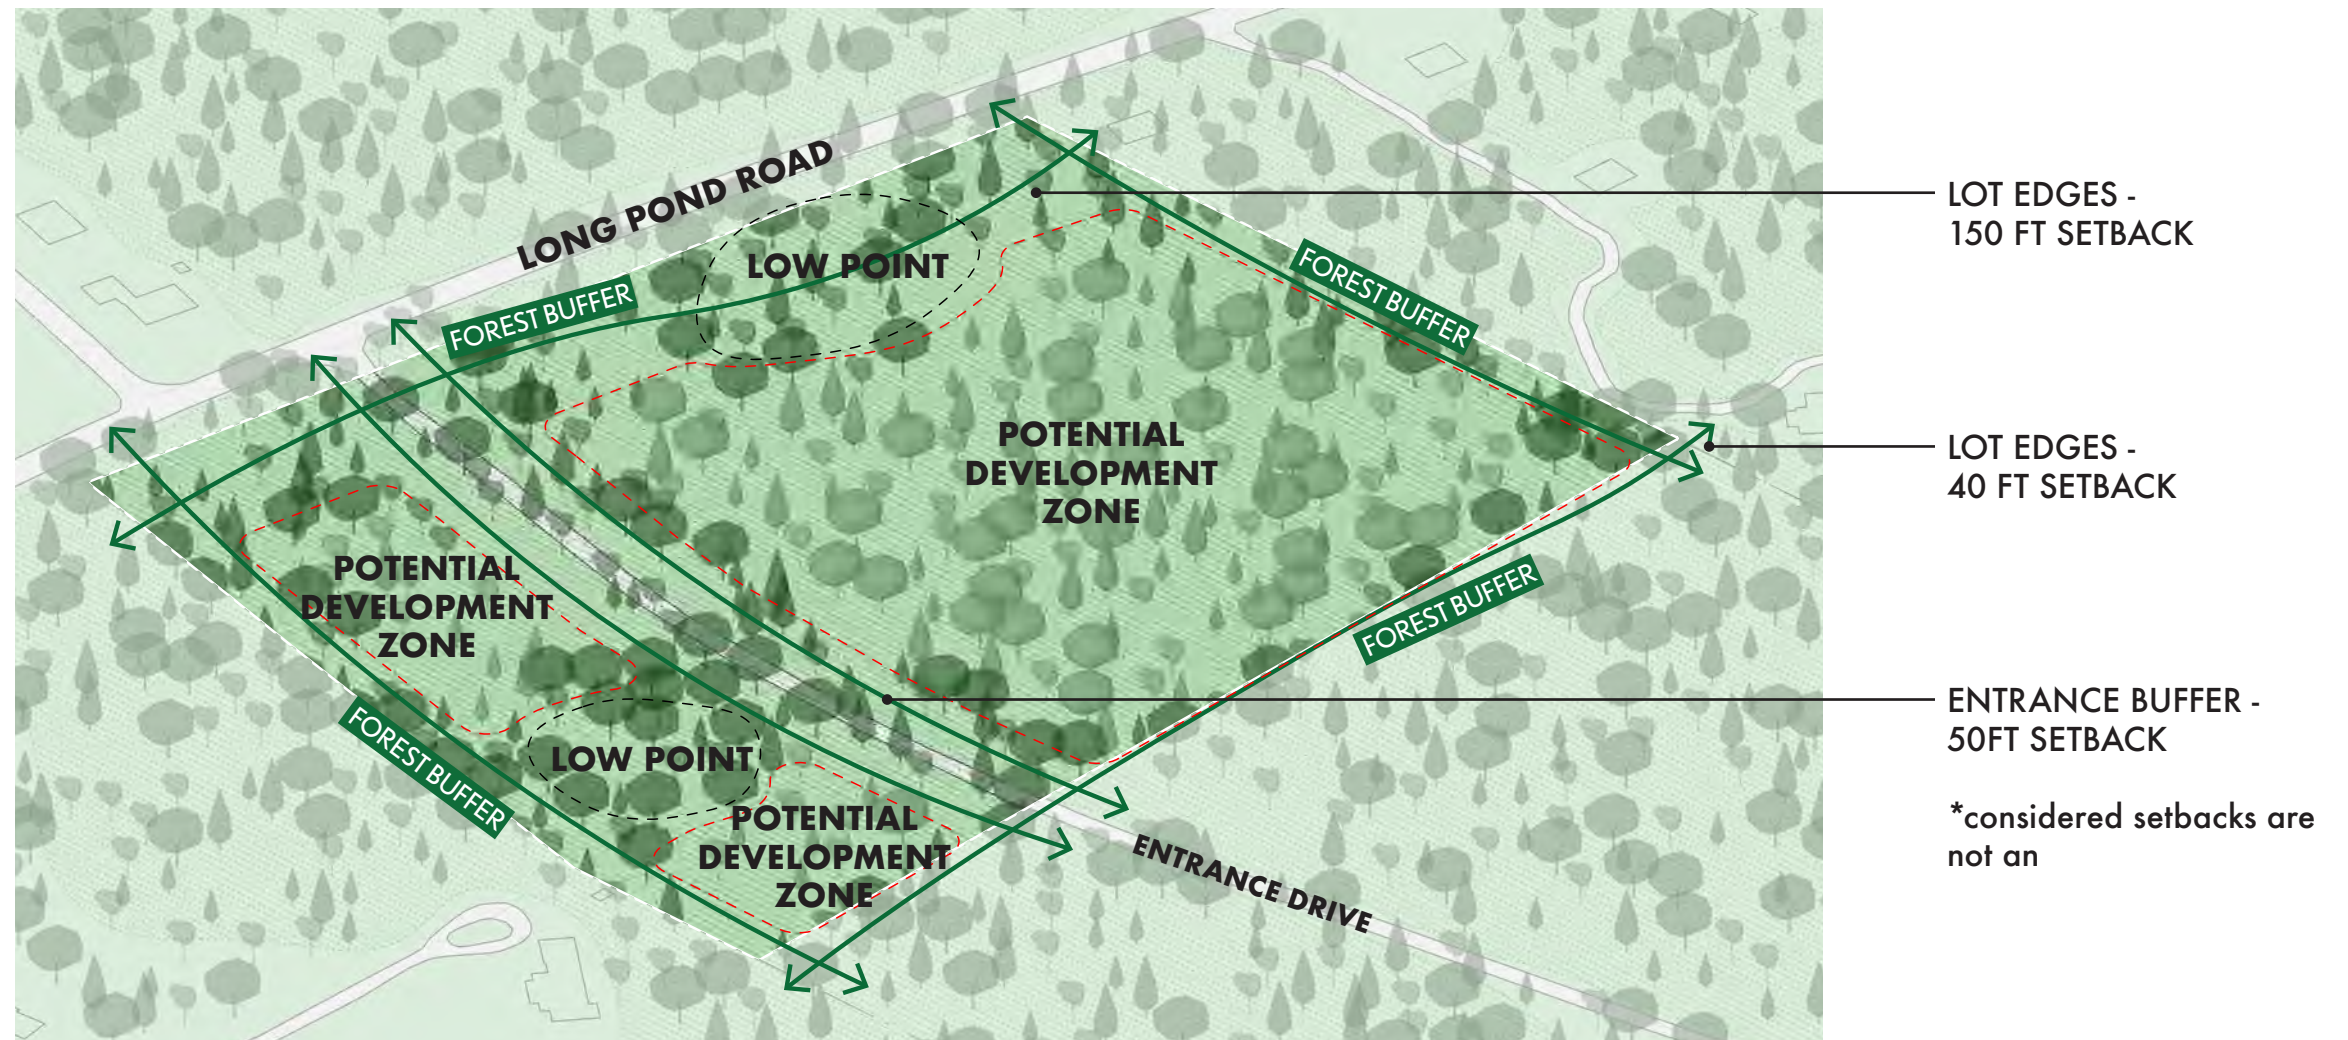 LONG POND ROAD
LOW POINT
FOREST BUFFER
FOREST BUFFER
POTENTIAL
DEVELOPMENT
ZONE
POTENTIAL
DEVELOPMENT
ZONE
FOREST BUFFER
FOREST BUFFER
LOW POINT
POTENTIAL
DEVELOPMENT
ZONE
ENTRANCE DRIVE
LOT EDGES -
150 FT SETBACK
LOT EDGES -
40 FT SETBACK
ENTRANCE BUFFER -
50FT SETBACK
*considered setbacks are
not an